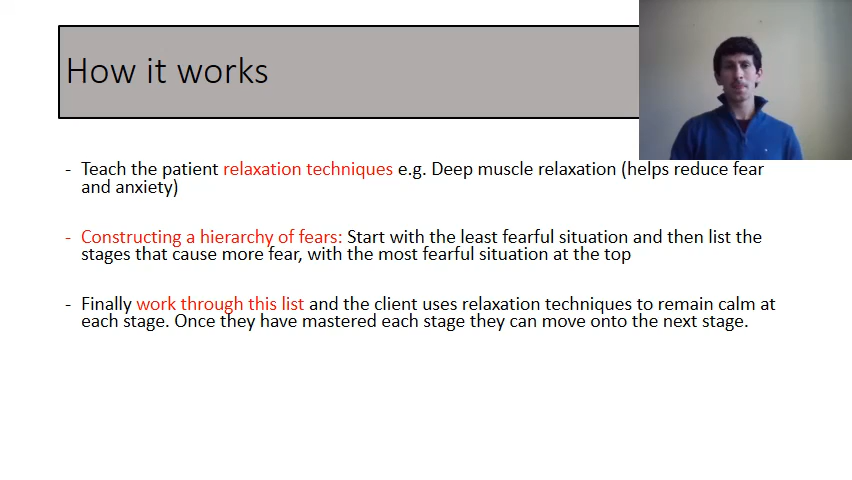 How it works
- Teach the patient relaxation techniques e.g. Deep muscle relaxation (helps reduce fear
and anxiety)
- Constructing a hierarchy of fears: Start with the least fearful situation and then list the
stages that cause more fear, with the most fearful situation at the top
- Finally work through this list and the client uses relaxation techniques to remain calm at
each stage. Once they have mastered each stage they can move onto the next stage.